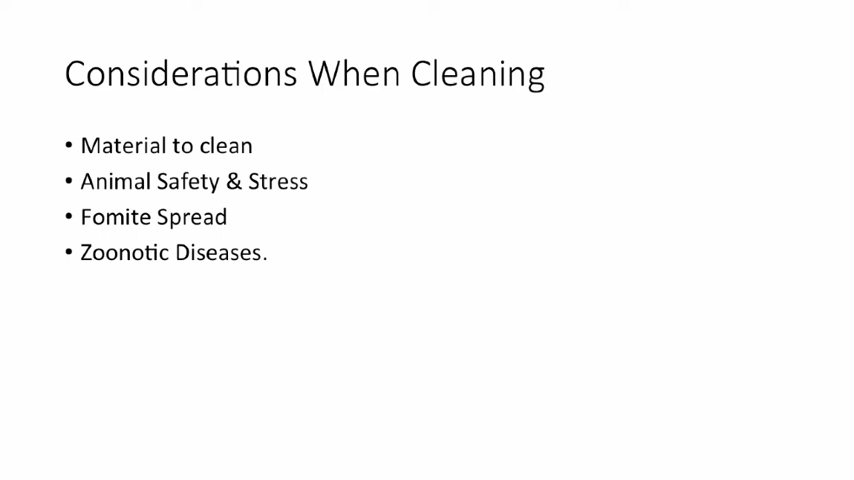 Considerations When Cleaning
• Material to clean
• Animal Safety & Stress
• Fomite Spread
• Zoonotic Diseases.